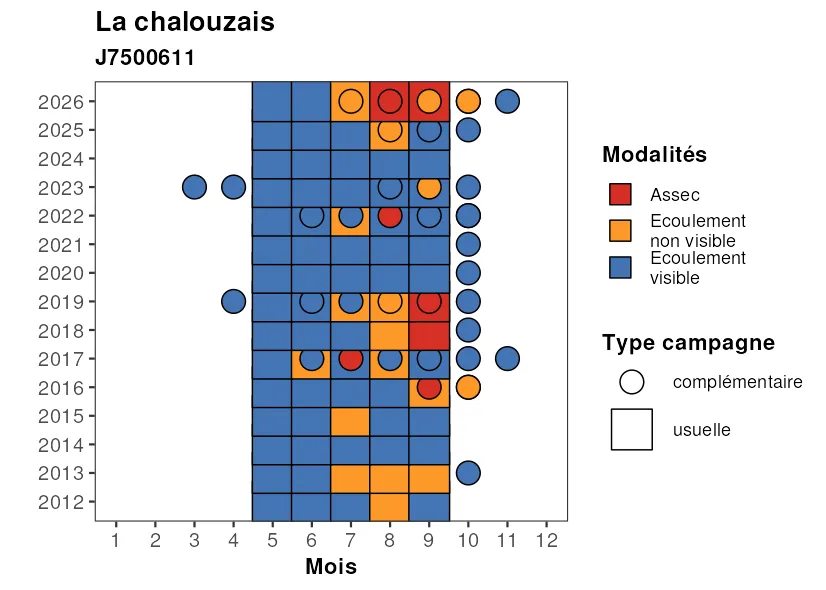 La chalouzais
J7500611
2026
2025
2024
2023
2022
2021
2020
2019
2018
2017
2016
2015
2014
2013
2012
1 2 3 4 5 6 7 8 9 10 11 12
Mois
Modalités
Assec
Ecoulement
non visible
Ecoulement
visible
Type campagne
complémentaire
usuelle